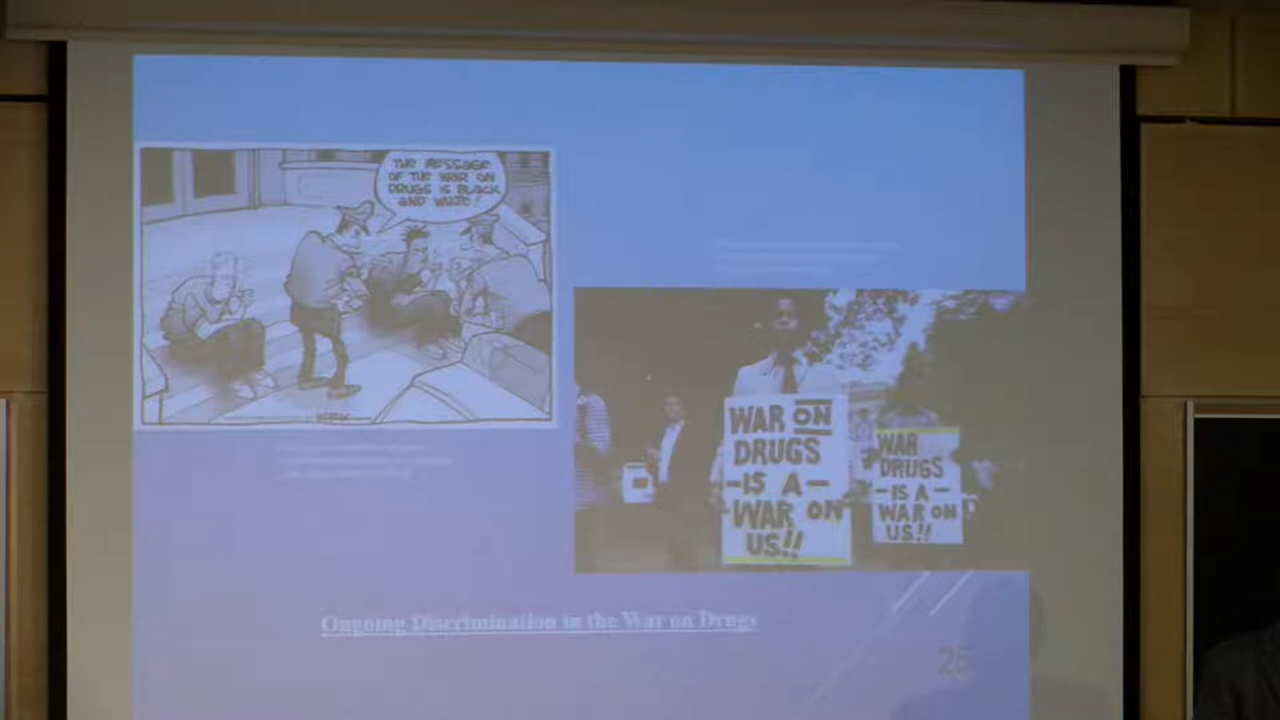 THE MESSAGE
OF THE WAR ON
DRUGS IS BLACK
AND WHITE!
WAR ON
DRUGS
-IS A-
WAR ON
US!!
WAR
DRUGS
-IS A-
WAR ON
US!!
Ongoing Discrimination in the War on Drugs
25